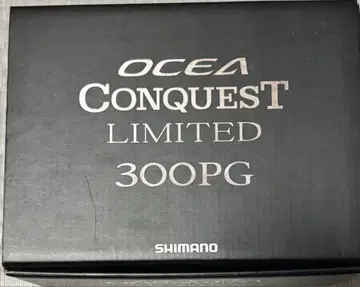 OCEA
CONQUEST
LIMITED
300PG
SHIMANO